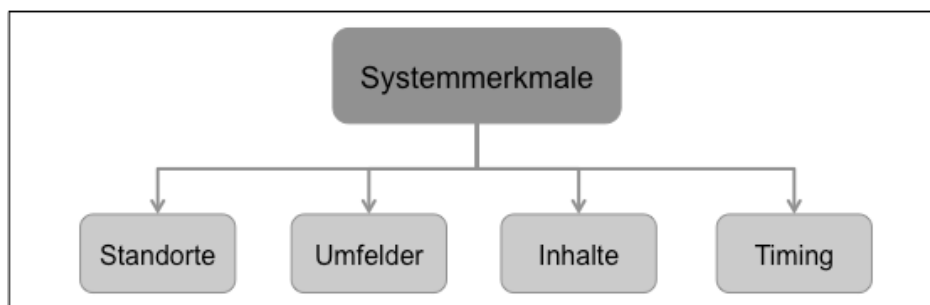 Systemmerkmale
Standorte
Umfelder
Inhalte
Timing